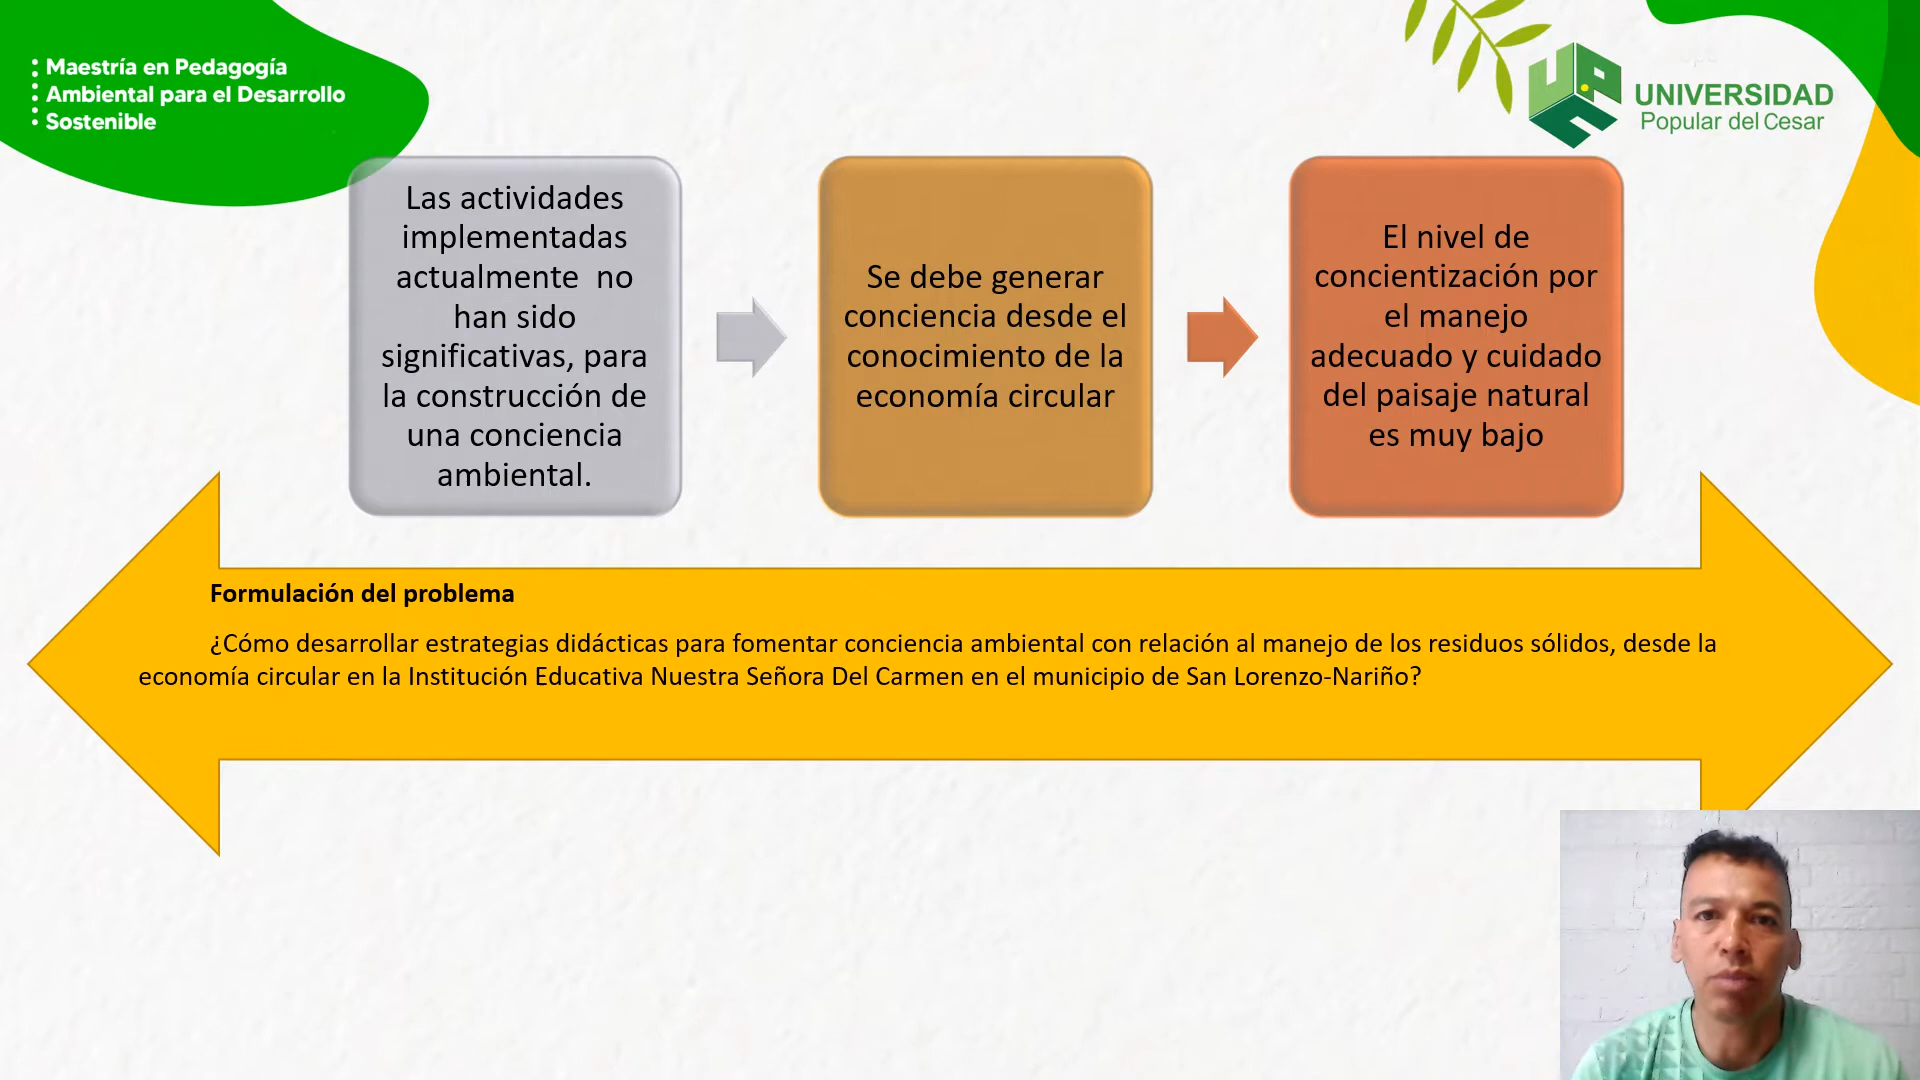 Maestría en Pedagogía
Ambiental para el Desarrollo
Sostenible
UNIVERSIDAD
Popular del Cesar
Las actividades
implementadas
actualmente no
han sido
significativas, para
la construcción de
una conciencia
ambiental.
Se debe generar
conciencia desde el
conocimiento de la
economía circular
El nivel de
concientización por
el manejo
adecuado y cuidado
del paisaje natural
es muy bajo
Formulación del problema
¿Cómo desarrollar estrategias didácticas para fomentar conciencia ambiental con relación al manejo de los residuos sólidos, desde la
economía circular en la Institución Educativa Nuestra Señora Del Carmen en el municipio de San Lorenzo-Nariño?